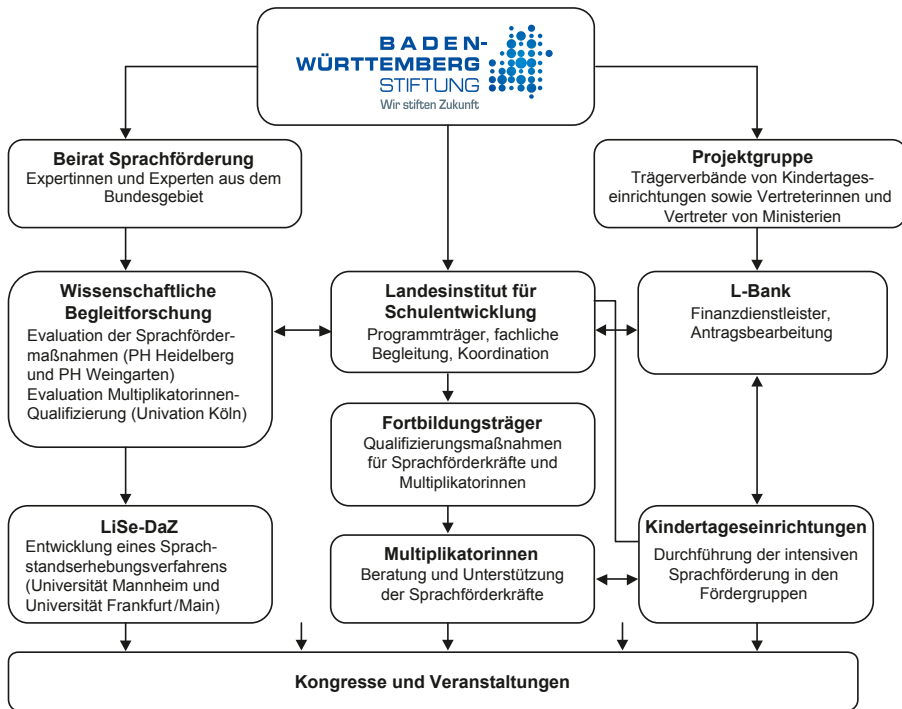 BADEN-
WÜRTTEMBERG
STIFTUNG
Wir stiften Zukunft
Beirat Sprachförderung
Expertinnen und Experten aus dem
Bundesgebiet
Projektgruppe
Trägerverbände von Kindertages-
einrichtungen sowie Vertreterinnen und
Vertreter von Ministerien
Wissenschaftliche
Begleitforschung
Evaluation der Sprachförder-
maßnahmen (PH Heidelberg
und PH Weingarten)
Evaluation Multiplikatorinnen-
Qualifizierung (Univation Köln)
Landesinstitut für
Schulentwicklung
Programmträger, fachliche
Begleitung, Koordination
L-Bank
Finanzdienstleister,
Antragsbearbeitung
Fortbildungsträger
Qualifizierungsmaßnahmen
für Sprachförderkräfte und
Multiplikatorinnen
LiSe-DaZ
Entwicklung eines Sprach-
standserhebungsverfahrens
(Universität Mannheim und
Universität Frankfurt/Main)
Multiplikatorinnen
Beratung und Unterstützung
der Sprachförderkräfte
Kindertageseinrichtungen
Durchführung der intensiven
Sprachförderung in den
Fördergruppen
Kongresse und Veranstaltungen